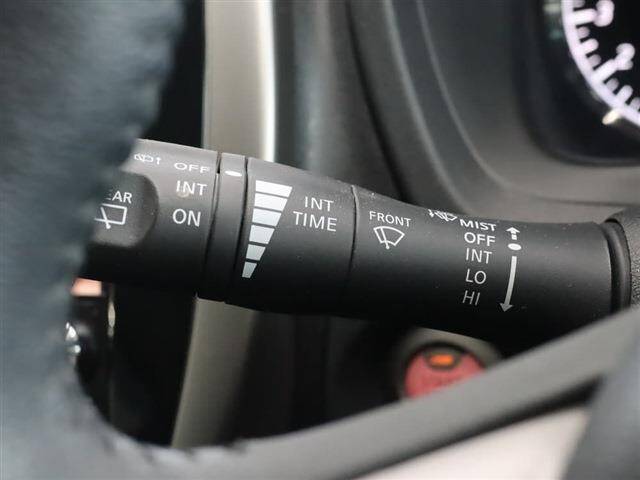 OFF
INT
ON
INT
TIME
FRONT
MIST
OFF
INT
LO
HI